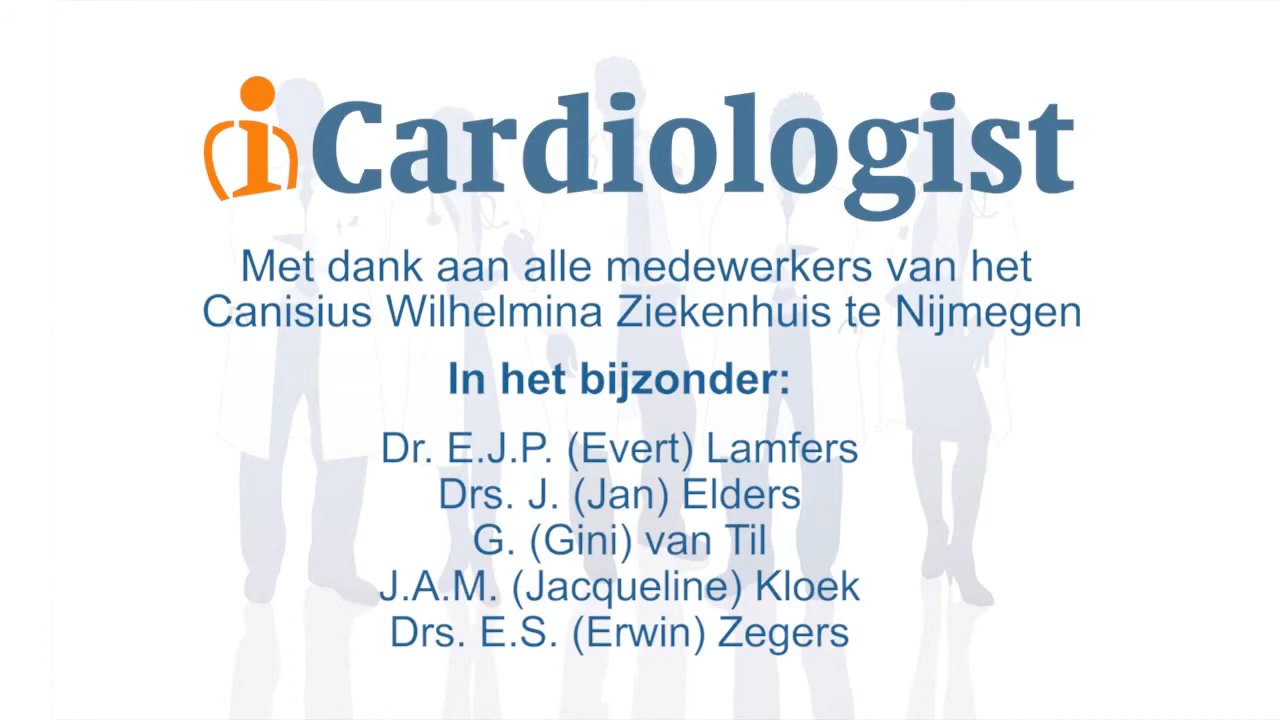 iCardiologist
Met dank aan alle medewerkers van het
Canisius Wilhelmina Ziekenhuis te Nijmegen
In het bijzonder:
Dr. E.J.P. (Evert) Lamfers
Drs. J. (Jan) Elders
G. (Gini) van Til
J.A.M. (Jacqueline) Kloek
Drs. E.S. (Erwin) Zegers